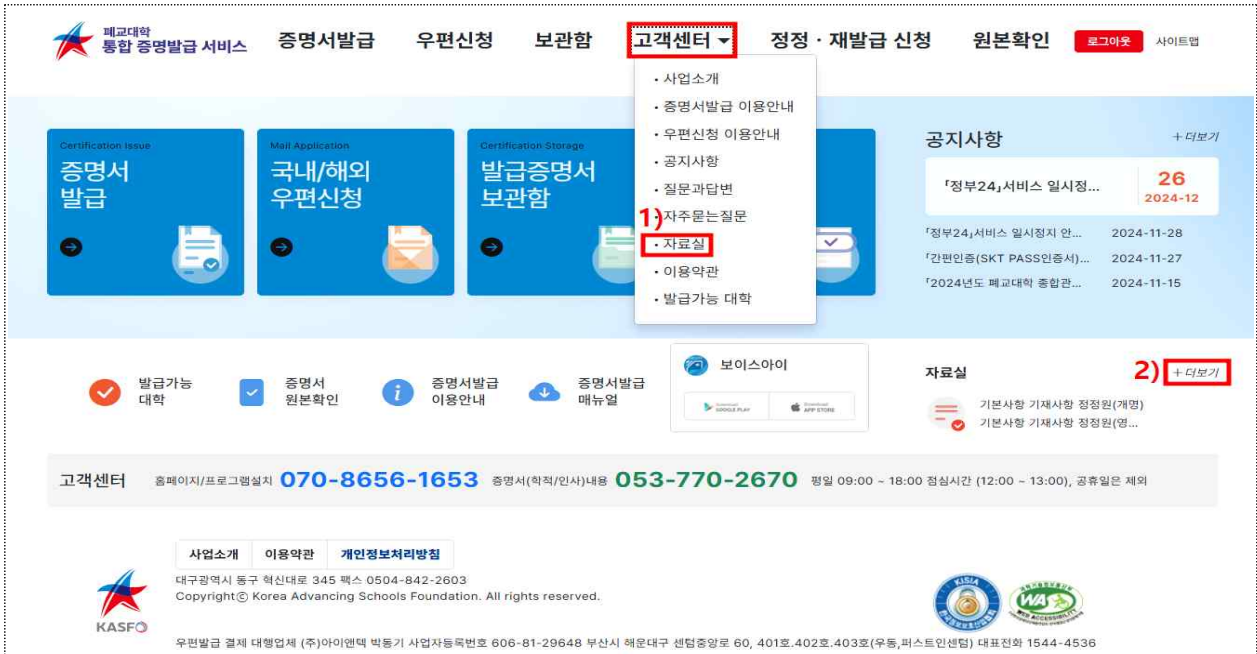 폐교대학
통합 증명발급 서비스
증명서발급 우편신청 보관함 고객센터 정정 · 재발급 신청 원본확인 로그아웃 사이트맵
· 사업소개
· 증명서발급 이용안내
· 우편신청 이용안내
· 공지사항
· 질문과답변
· 자주묻는질문
1)
· 자료실
· 이용약관
· 발급가능 대학
Certification Issue
증명서
발급
Mail Application
국내/해외
우편신청
Certification Storage
발급증명서
보관함
공지사항 +더보기
「정부24」서비스 일시정... 26
2024-12
「정부24」서비스 일시정지 안... 2024-11-28
「간편인증(SKT PASS인증서)... 2024-11-27
「2024년도 폐교대학 종합관... 2024-11-15
발급가능
대학
증명서
원본확인
증명서발급
이용안내
증명서발급
매뉴얼
보이스아이
Download
GOOGLE PLAY
Download
APP STORE
자료실 2) +더보기
기본사항 기재사항 정정원(개명)
기본사항 기재사항 정정원(영...
고객센터 홈페이지/프로그램설치 070-8656-1653 증명서(학적/인사)내용 053-770-2670 평일 09:00 ~ 18:00 점심시간 (12:00 ~ 13:00), 공휴일은 제외
사업소개 이용약관 개인정보처리방침
대구광역시 동구 혁신대로 345 팩스 0504-842-2603
Copyrightⓒ Korea Advancing Schools Foundation. All rights reserved.
KASFO
KISIA
WA
WEB ACCESSIBILITY
우편발급 결제 대행업체 (주)아이앤텍 박동기 사업자등록번호 606-81-29648 부산시 해운대구 센텀중앙로 60, 401호.402호.403호(우동,퍼스트인센텀) 대표전화 1544-4536